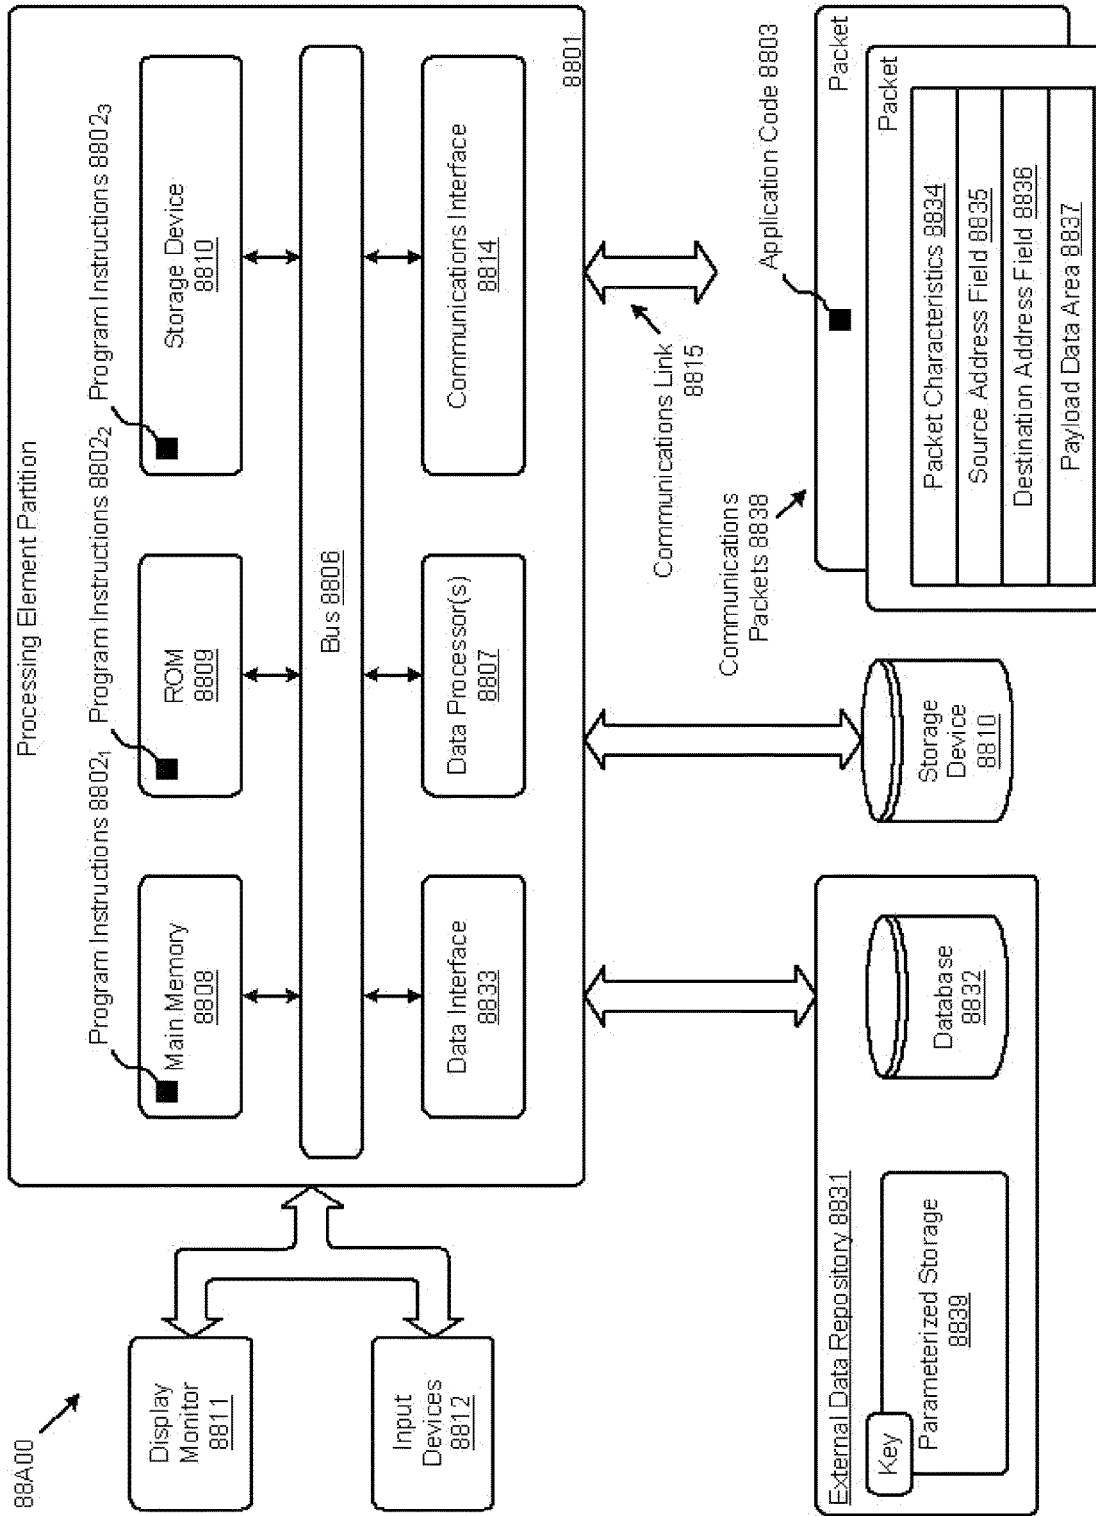 88A00
Processing Element Partition
8801
Program Instructions 8802₁
Program Instructions 8802₂
Program Instructions 8802₃
Main Memory
8808
ROM
8809
Storage Device
8810
Bus 8806
Data Interface
8833
Data Processor(s)
8807
Communications Interface
8814
Display
Monitor
8811
Input
Devices
8812
Communications Link
8815
External Data Repository 8831
Key
Parameterized Storage
8839
Database
8832
Storage
Device
8810
Communications
Packets 8838
Application Code 8803
Packet
Packet
Packet Characteristics 8834
Source Address Field 8835
Destination Address Field 8836
Payload Data Area 8837